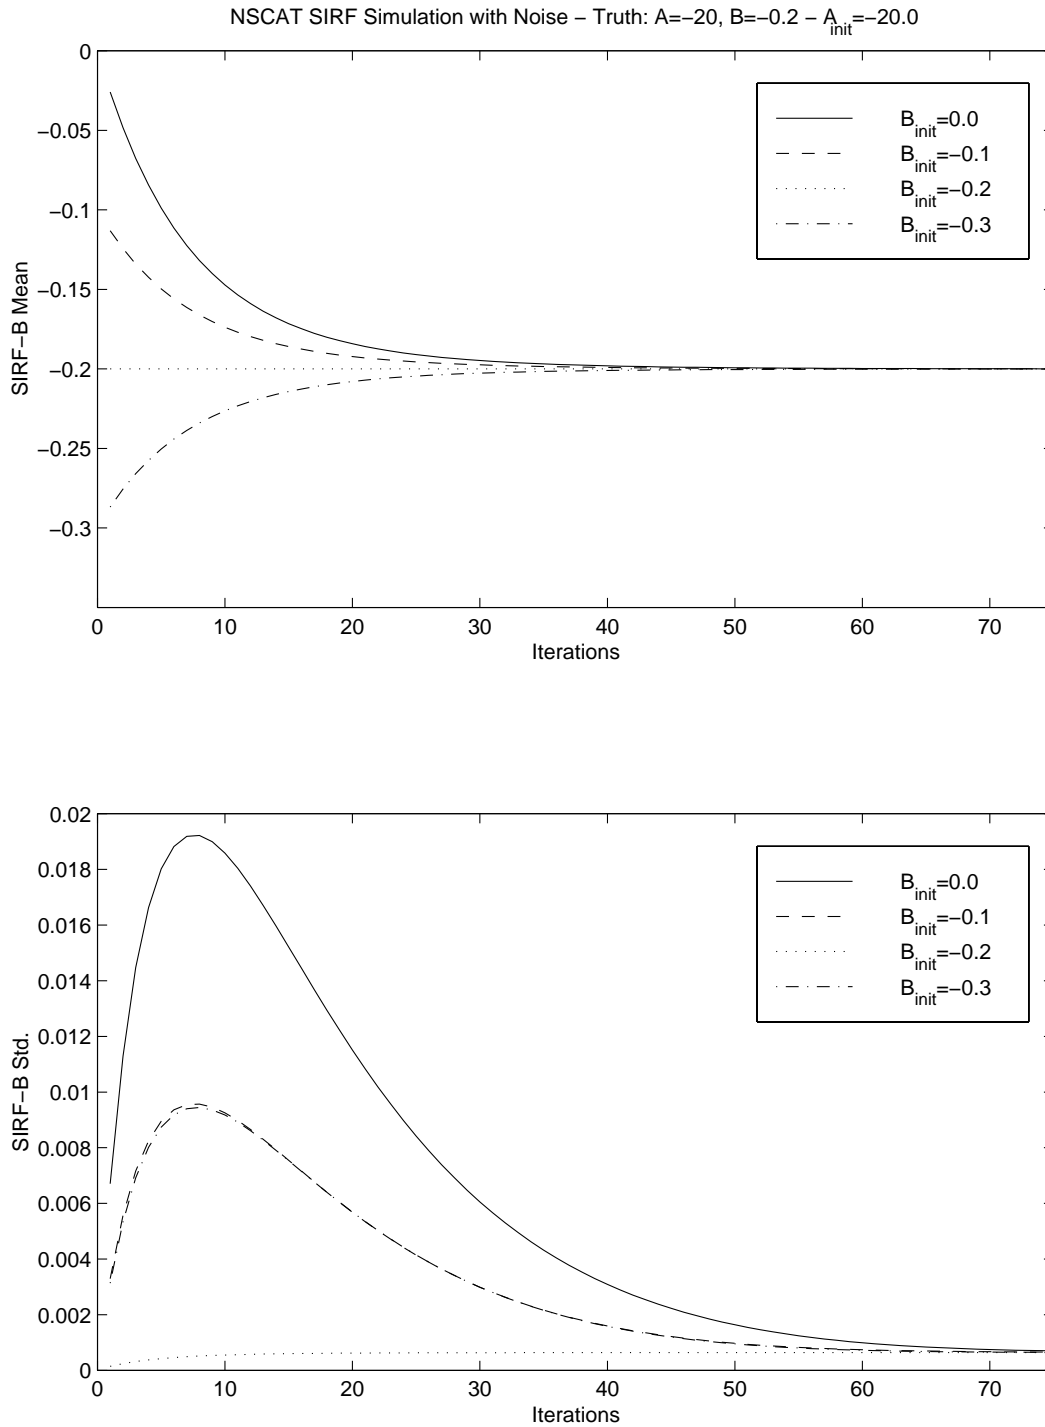 NSCAT SIRF Simulation with Noise − Truth: A=−20, B=−0.2 − A_init=−20.0
0
−0.05
−0.1
−0.15
−0.2
−0.25
−0.3
SIRF−B Mean
B_init=0.0
B_init=−0.1
B_init=−0.2
B_init=−0.3
0 10 20 30 40 50 60 70
Iterations
0.02
0.018
0.016
0.014
0.012
0.01
0.008
0.006
0.004
0.002
0
SIRF−B Std.
B_init=0.0
B_init=−0.1
B_init=−0.2
B_init=−0.3
0 10 20 30 40 50 60 70
Iterations